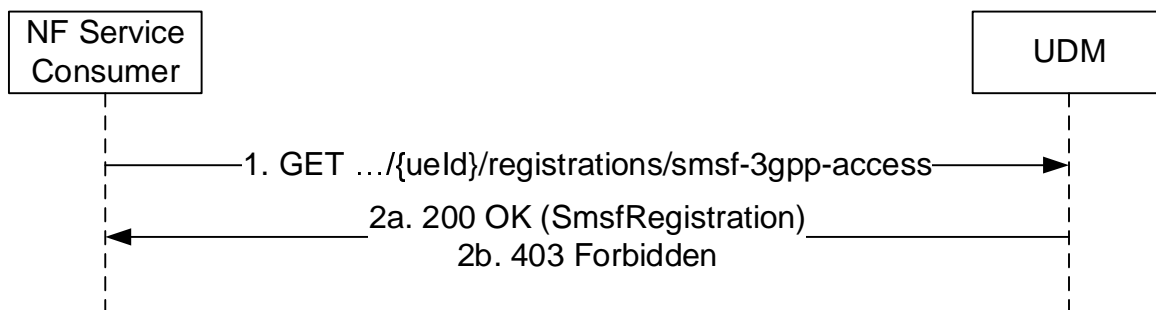 NF Service
Consumer
UDM
1. GET …/{ueId}/registrations/smsf-3gpp-access
2a. 200 OK (SmsfRegistration)
2b. 403 Forbidden